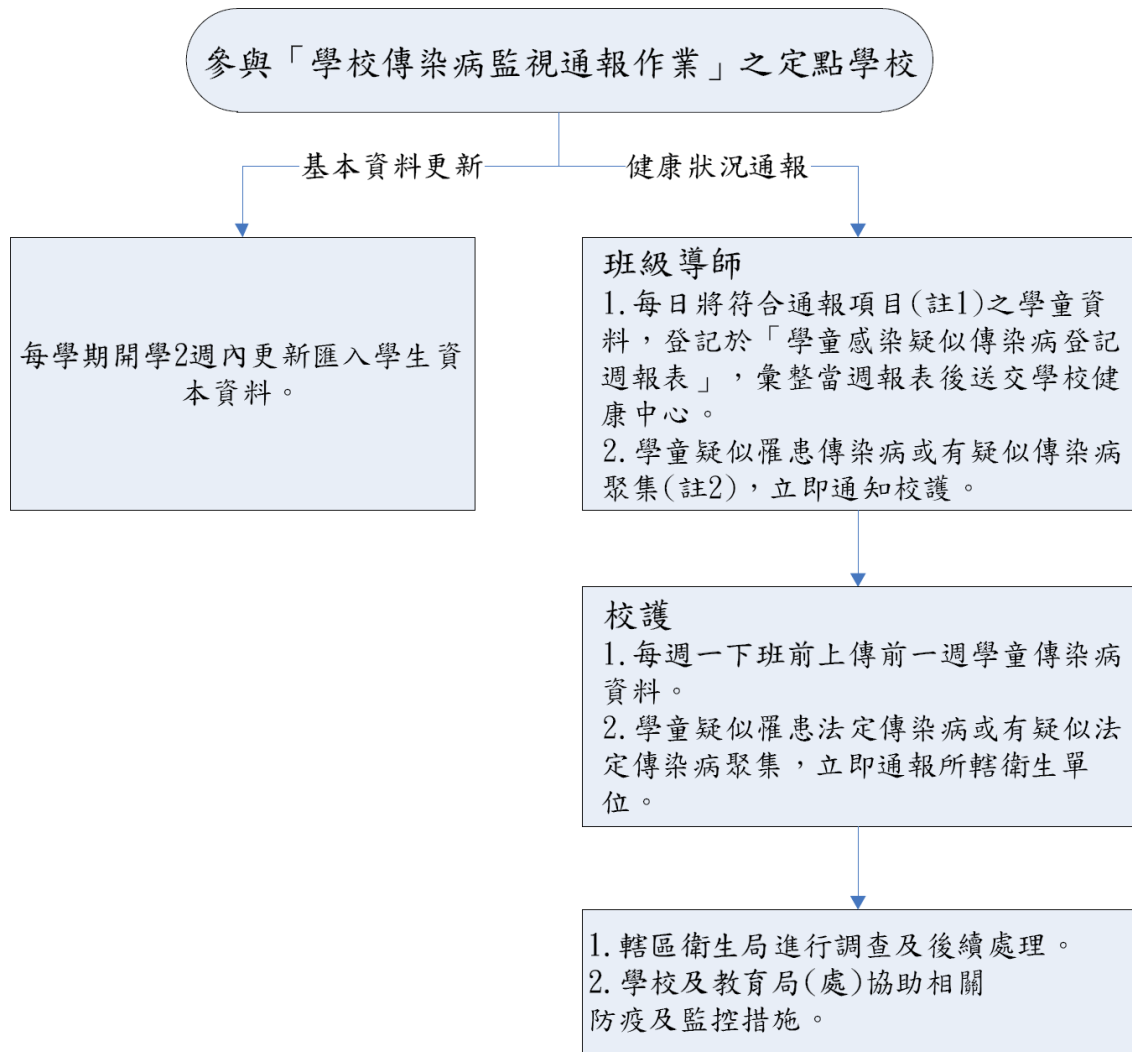 參與「學校傳染病監視通報作業」之定點學校
基本資料更新
健康狀況通報
每學期開學2週內更新匯入學生資
本資料。
班級導師
1.每日將符合通報項目(註1)之學童資
料，登記於「學童感染疑似傳染病登記
週報表」，彙整當週報表後送交學校健
康中心。
2.學童疑似罹患傳染病或有疑似傳染病
聚集(註2)，立即通知校護。
校護
1.每週一下班前上傳前一週學童傳染病
資料。
2.學童疑似罹患法定傳染病或有疑似法
定傳染病聚集，立即通報所轄衛生單
位。
1.轄區衛生局進行調查及後續處理。
2.學校及教育局(處)協助相關
防疫及監控措施。